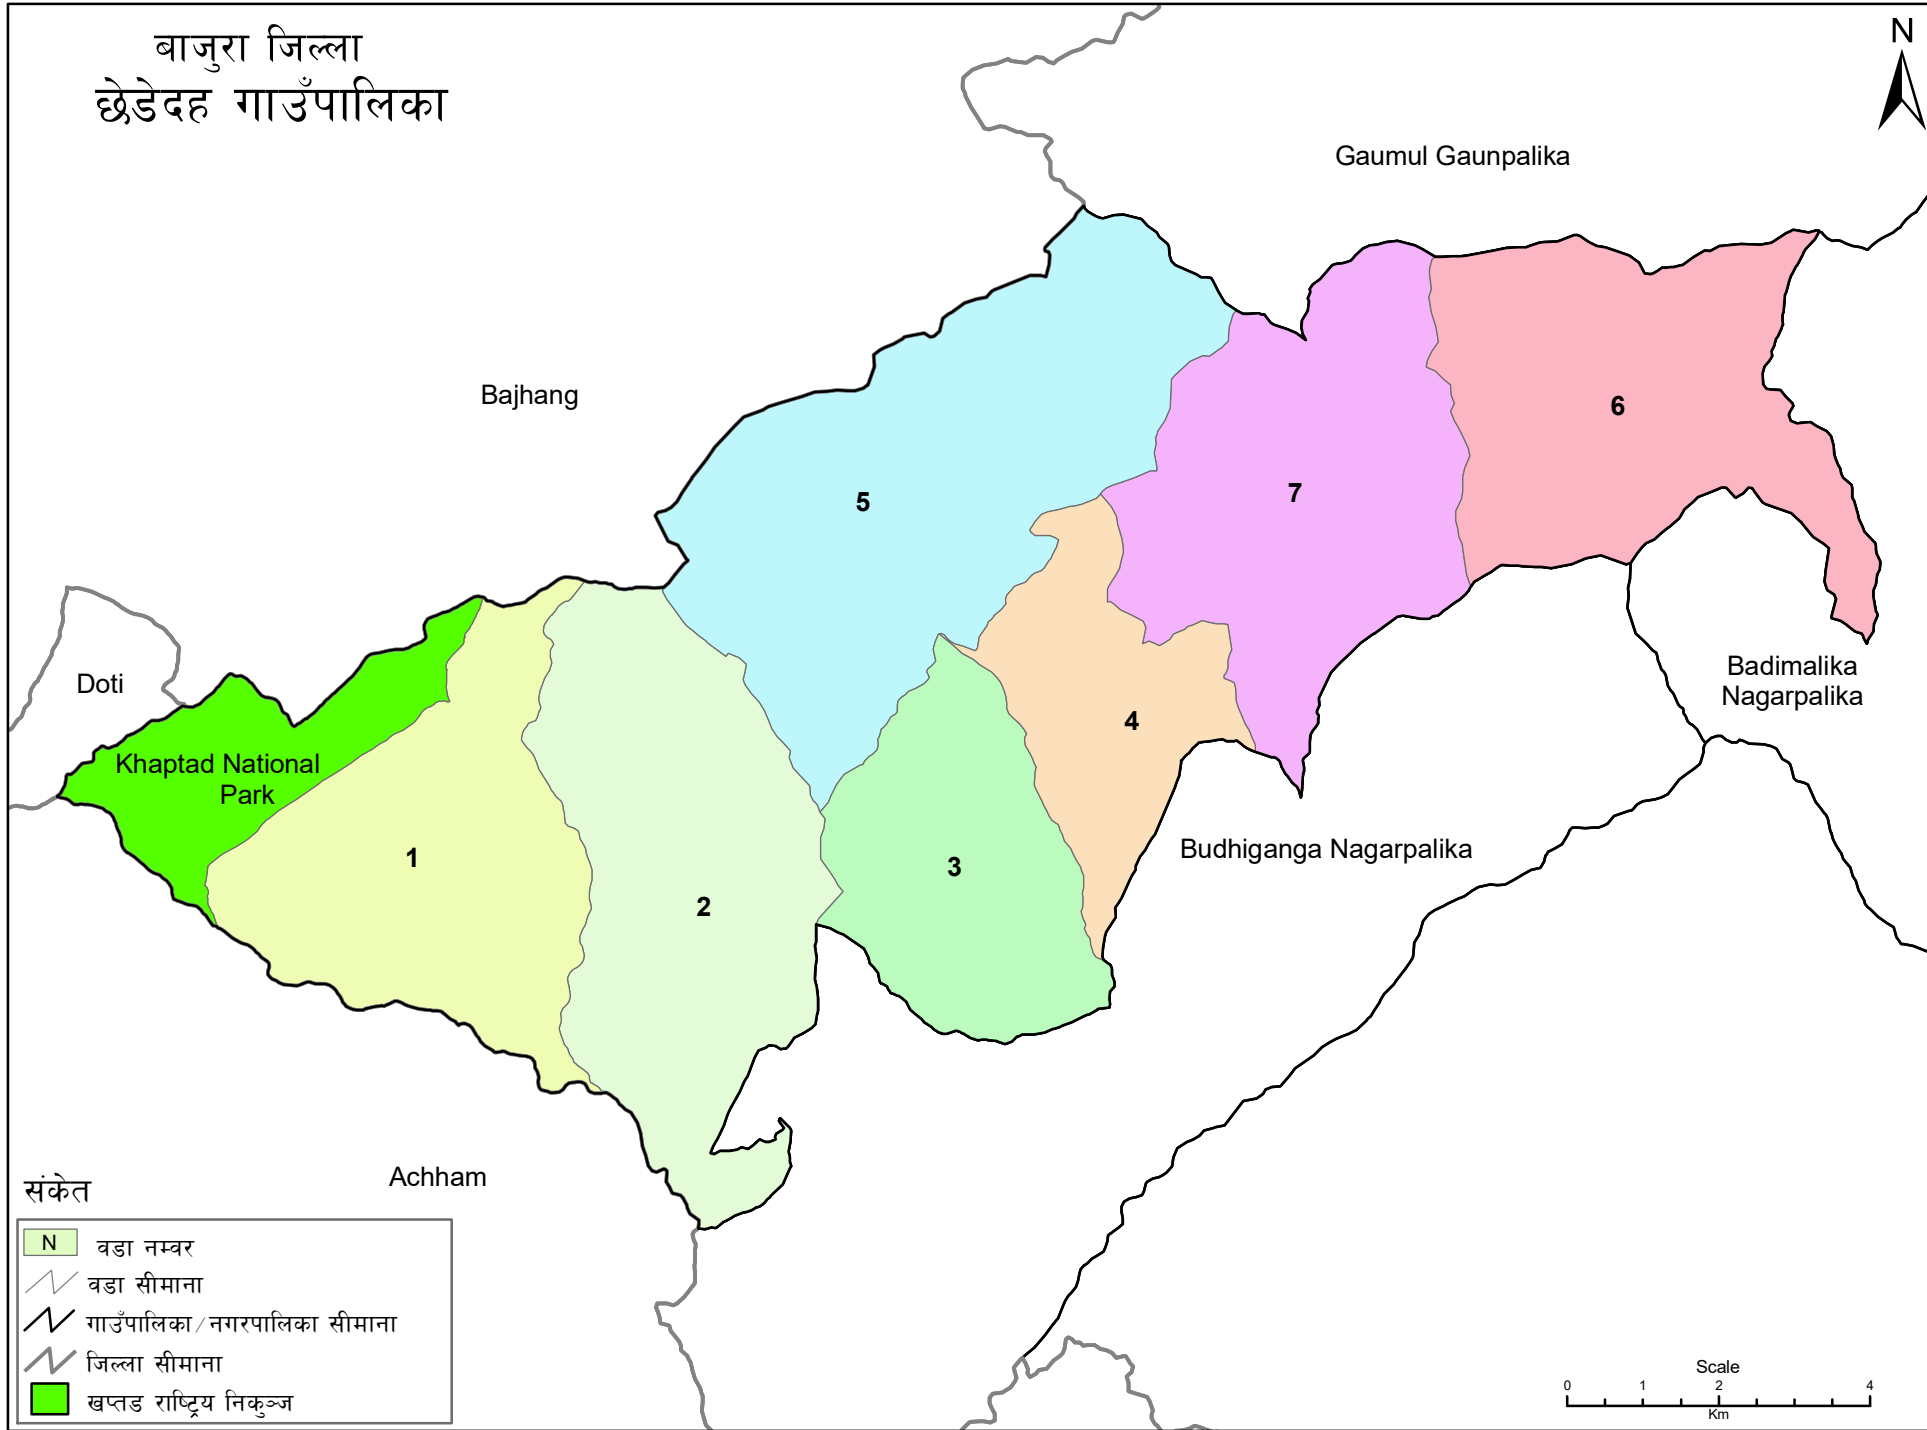 बाजुरा जिल्ला
छेडेदह गाउँपालिका
N
Gaumul Gaunpalika
Bajhang
6
5
7
Doti
Badimalika
Nagarpalika
4
Khaptad National
Park
Budhiganga Nagarpalika
1
3
2
Achham
संकेत
N वडा नम्वर
वडा सीमाना
गाउँपालिका/नगरपालिका सीमाना
जिल्ला सीमाना
खप्तड राष्ट्रिय निकुञ्ज
Scale
0 1 2 4
Km